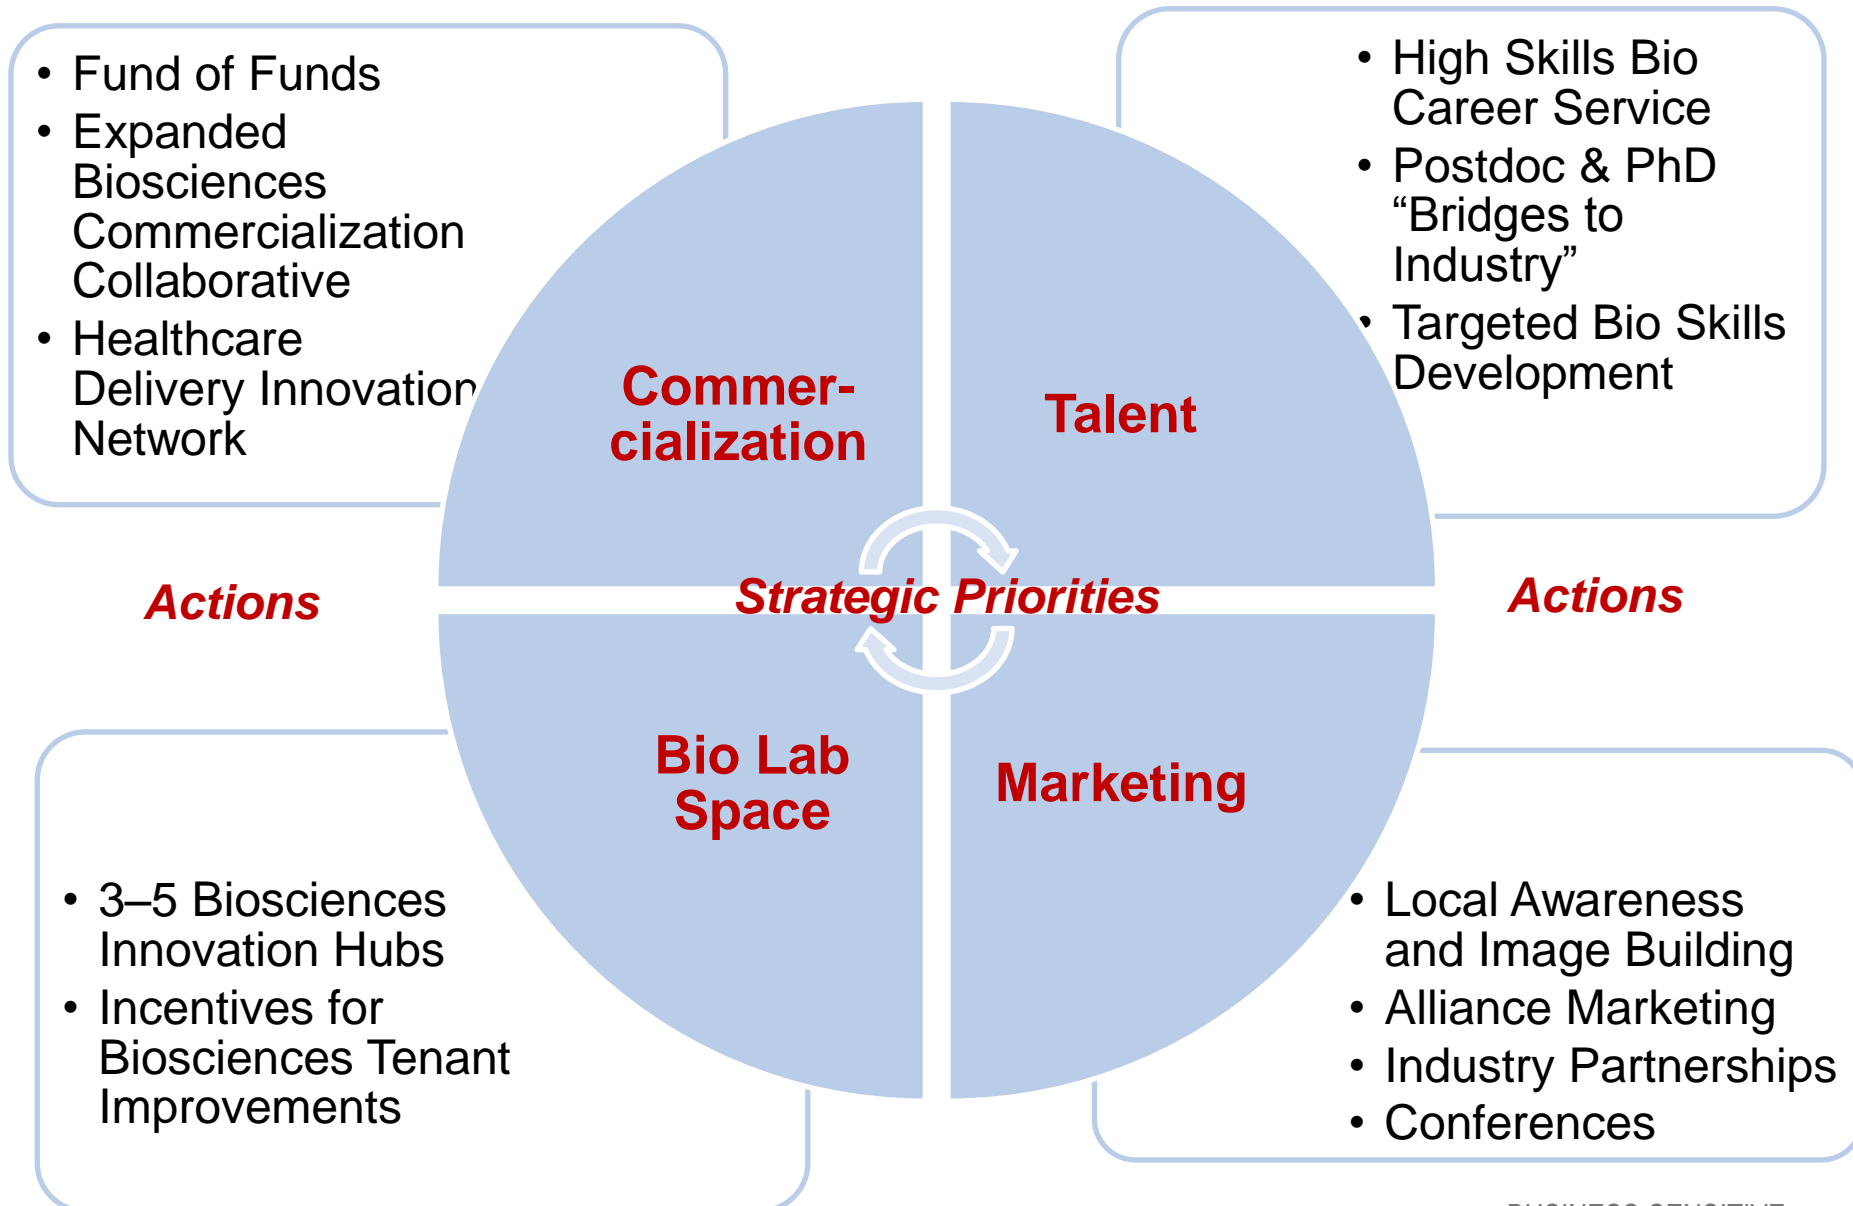 • Fund of Funds
• Expanded
Biosciences
Commercialization
Collaborative
• Healthcare
Delivery Innovation
Network
• High Skills Bio
Career Service
• Postdoc & PhD
“Bridges to
Industry”
• Targeted Bio Skills
Development
Commer-
cialization
Talent
Actions
Strategic Priorities
Actions
Bio Lab
Space
Marketing
• 3–5 Biosciences
Innovation Hubs
• Incentives for
Biosciences Tenant
Improvements
• Local Awareness
and Image Building
• Alliance Marketing
• Industry Partnerships
• Conferences
BUSINESS SENSITIVE